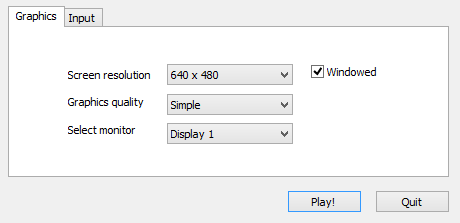 Graphics Input
Screen resolution 640 x 480 Windowed
Graphics quality Simple
Select monitor Display 1
Play! Quit